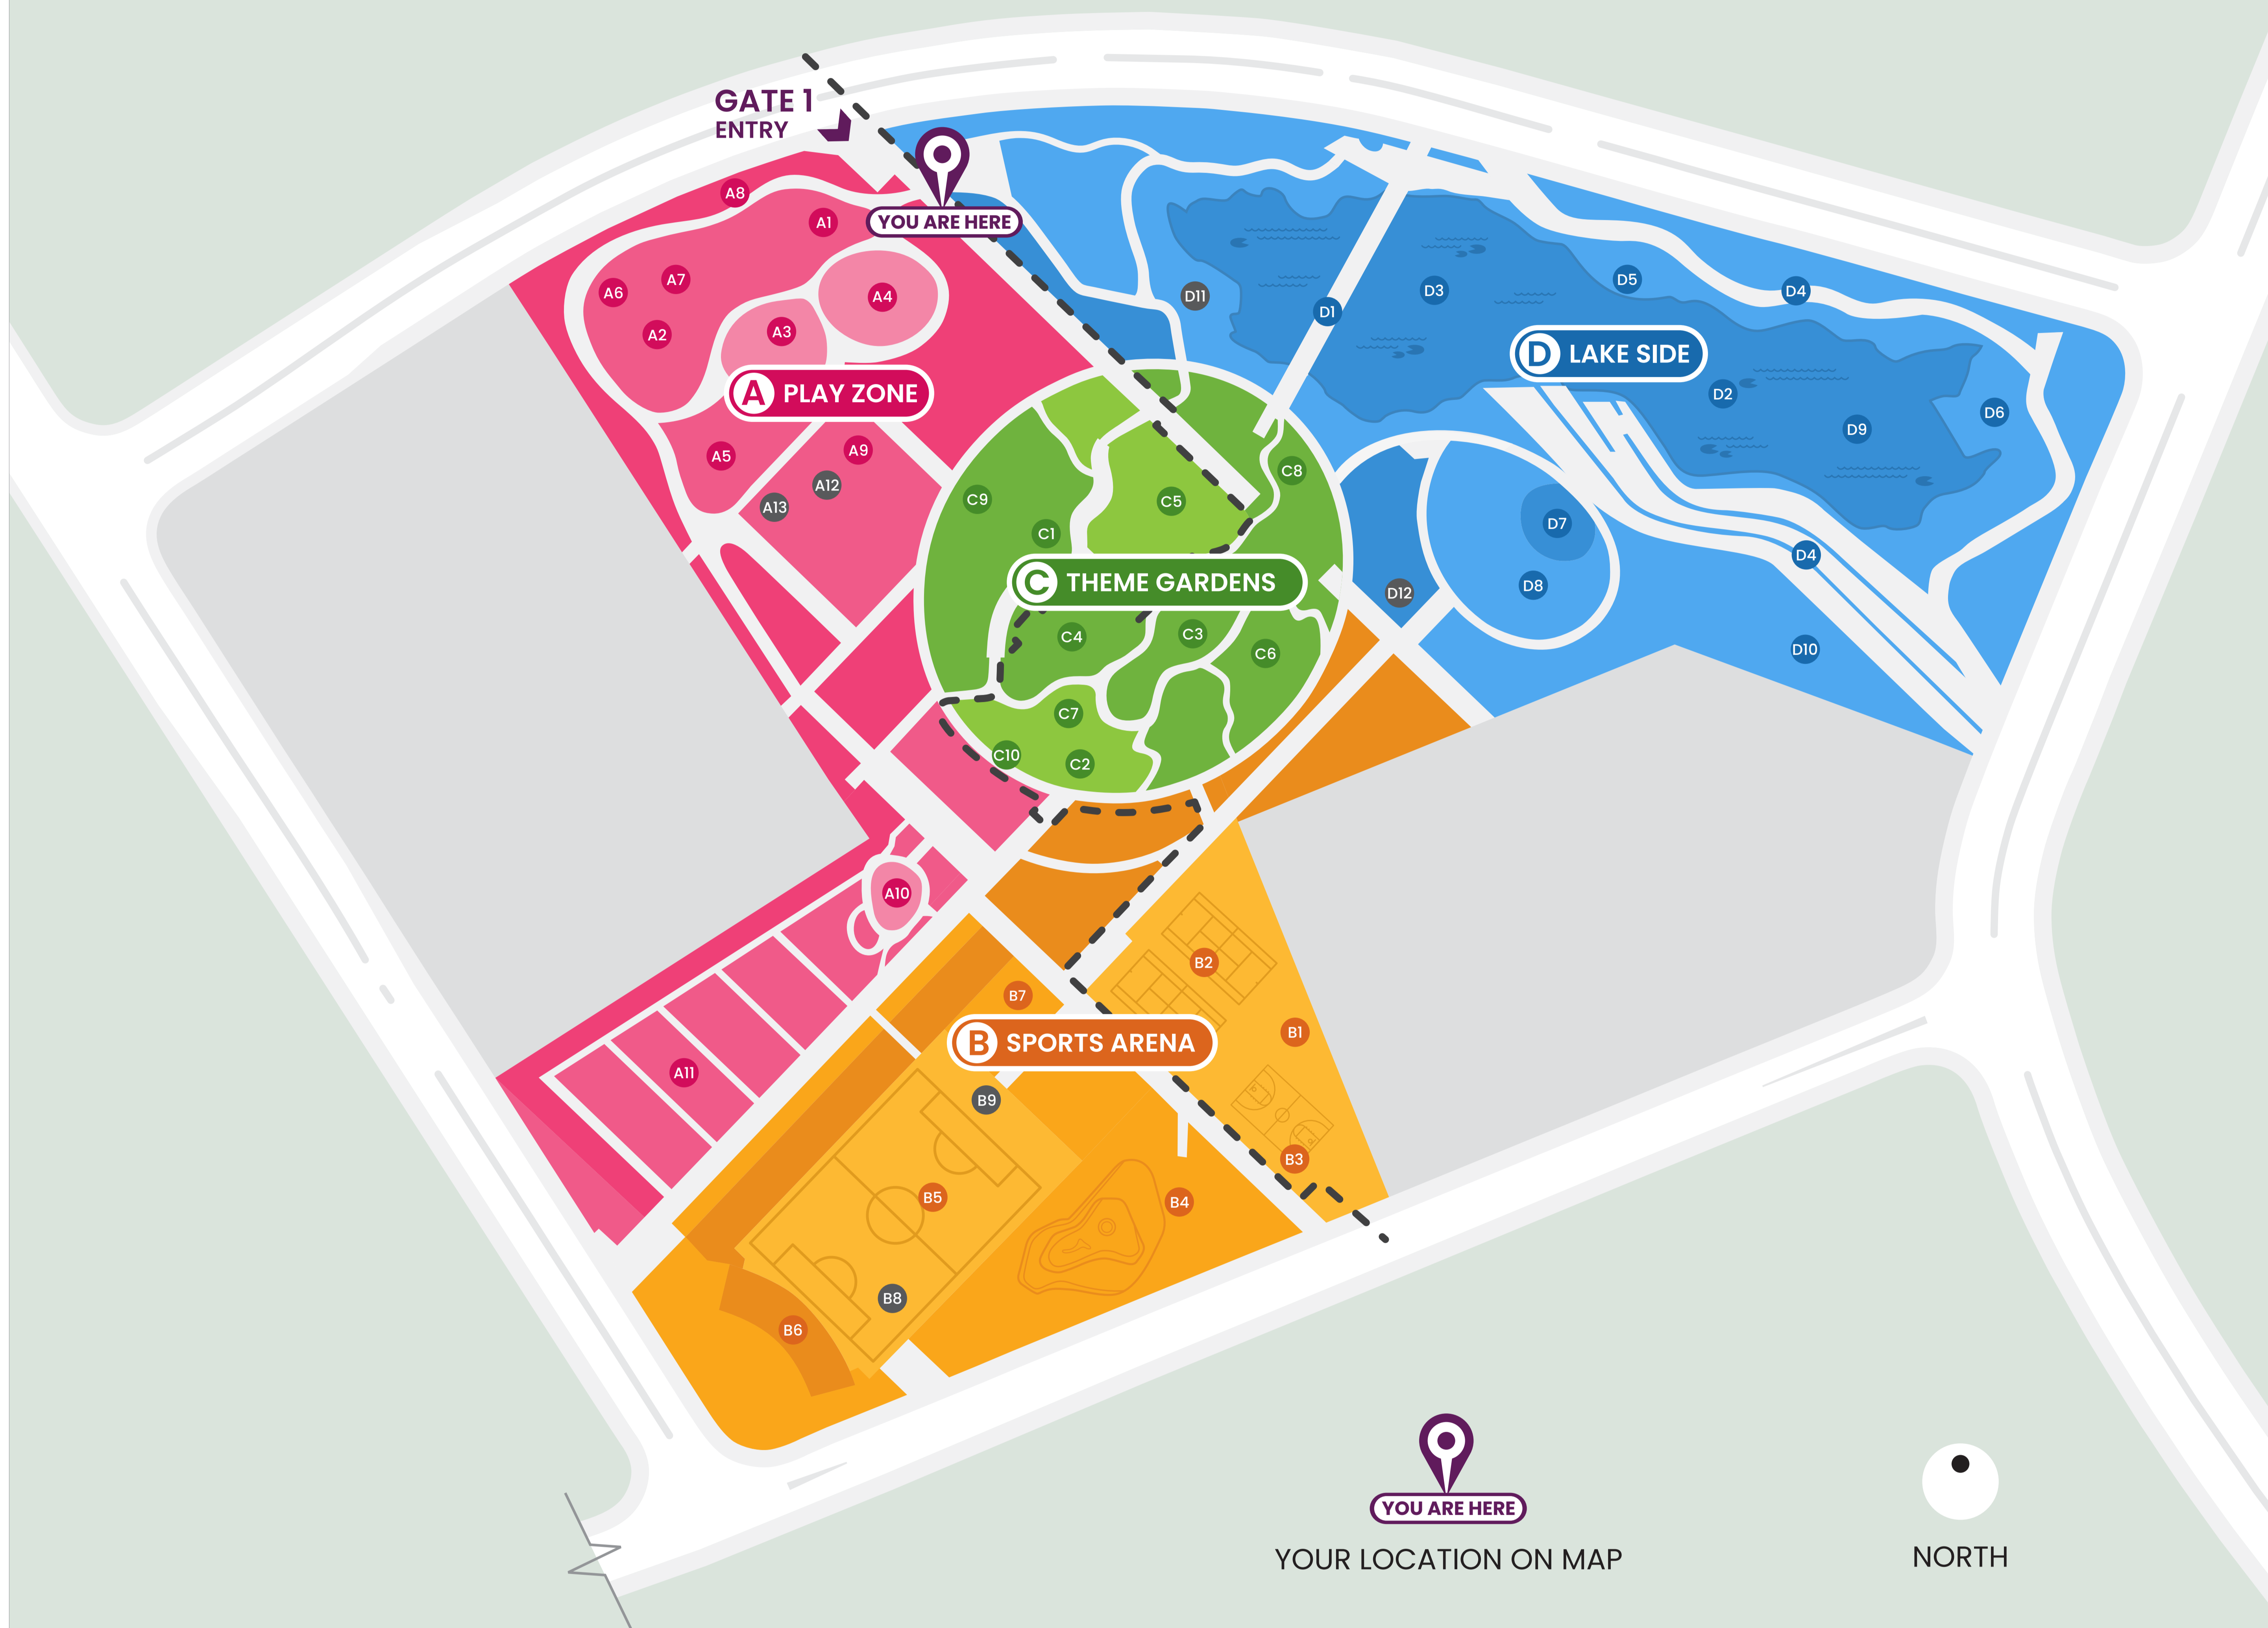 GATE 1
ENTRY
YOU ARE HERE
A8
A1
A7
A6
A4
A2
A3
A PLAY ZONE
A5
A9
A12
A13
D11
D1
D3
D5
D4
D LAKE SIDE
D2
D6
D9
D7
D4
D8
D12
D10
C8
C9
C5
C1
C THEME GARDENS
C4
C3
C6
C7
C10
C2
A10
A11
B2
B7
B1
B SPORTS ARENA
B9
B3
B5
B4
B8
B6
YOU ARE HERE
YOUR LOCATION ON MAP
NORTH